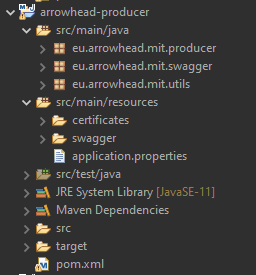 arrowhead-producer
src/main/java
eu.arrowhead.mit.producer
eu.arrowhead.mit.swagger
eu.arrowhead.mit.utils
src/main/resources
certificates
swagger
application.properties
src/test/java
JRE System Library [JavaSE-11]
Maven Dependencies
src
target
pom.xml